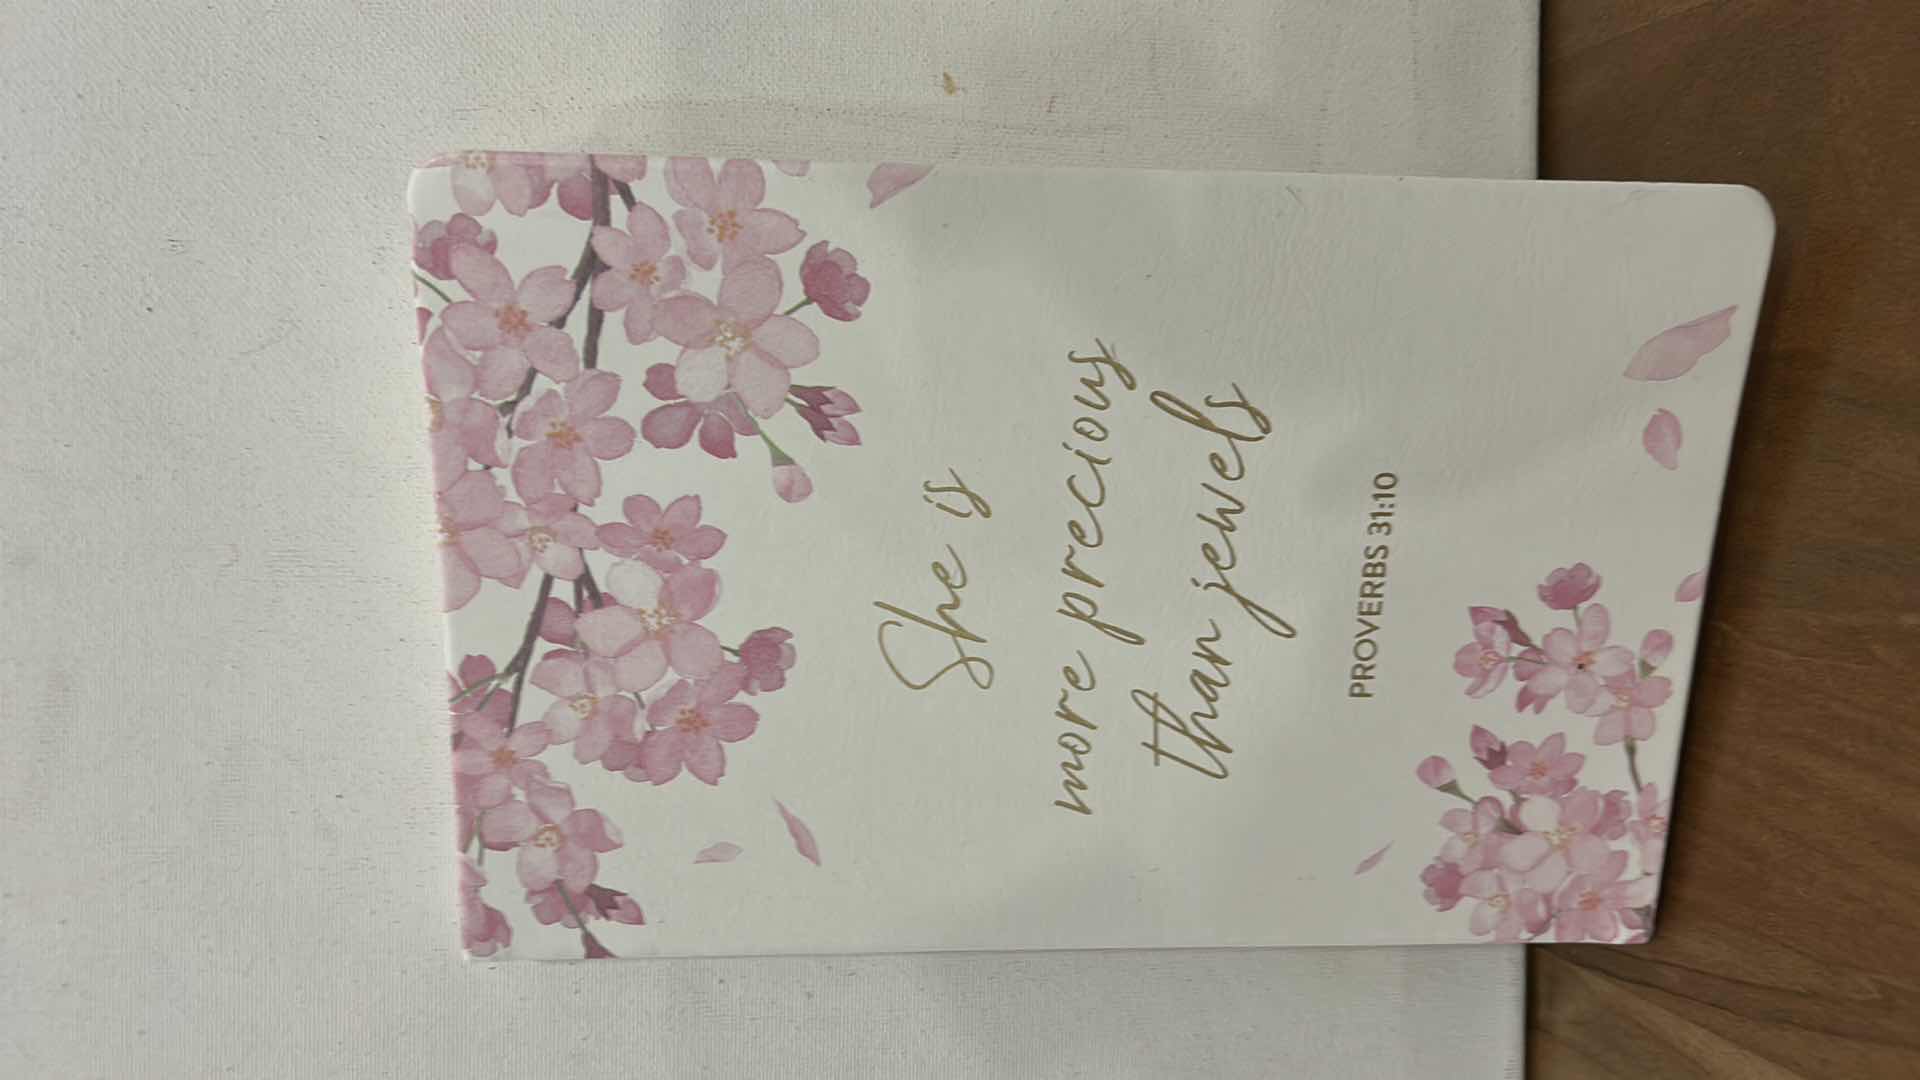 She is
more precious
than jewels
PROVERBS 31:10